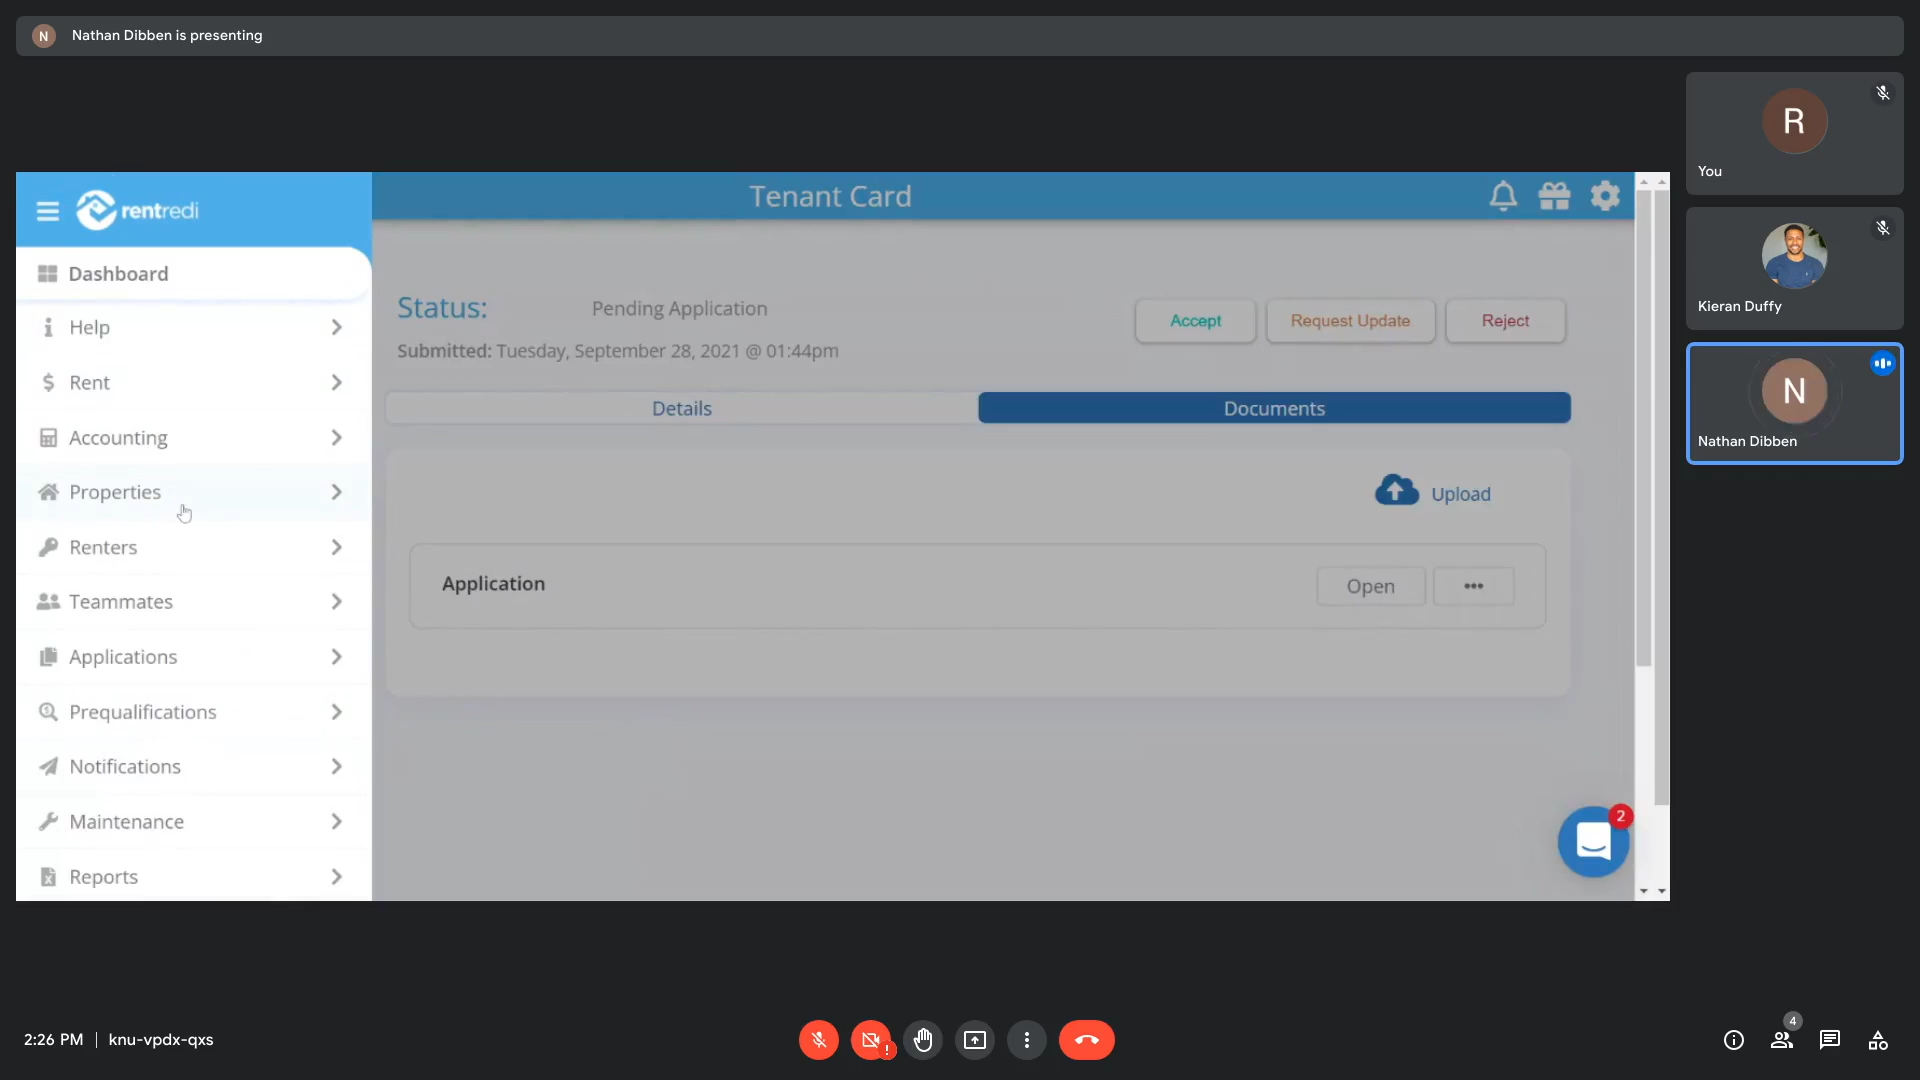 N Nathan Dibben is presenting
R
You
Kieran Duffy
N
Nathan Dibben
rentredi
Tenant Card
Dashboard
Help
Rent
Accounting
Properties
Renters
Teammates
Applications
Prequalifications
Notifications
Maintenance
Reports
Status: Pending Application
Accept Request Update Reject
Submitted: Tuesday, September 28, 2021 @ 01:44pm
Details Documents
Upload
Application Open •••
2
2:26 PM | knu-vpdx-qxs
!
4